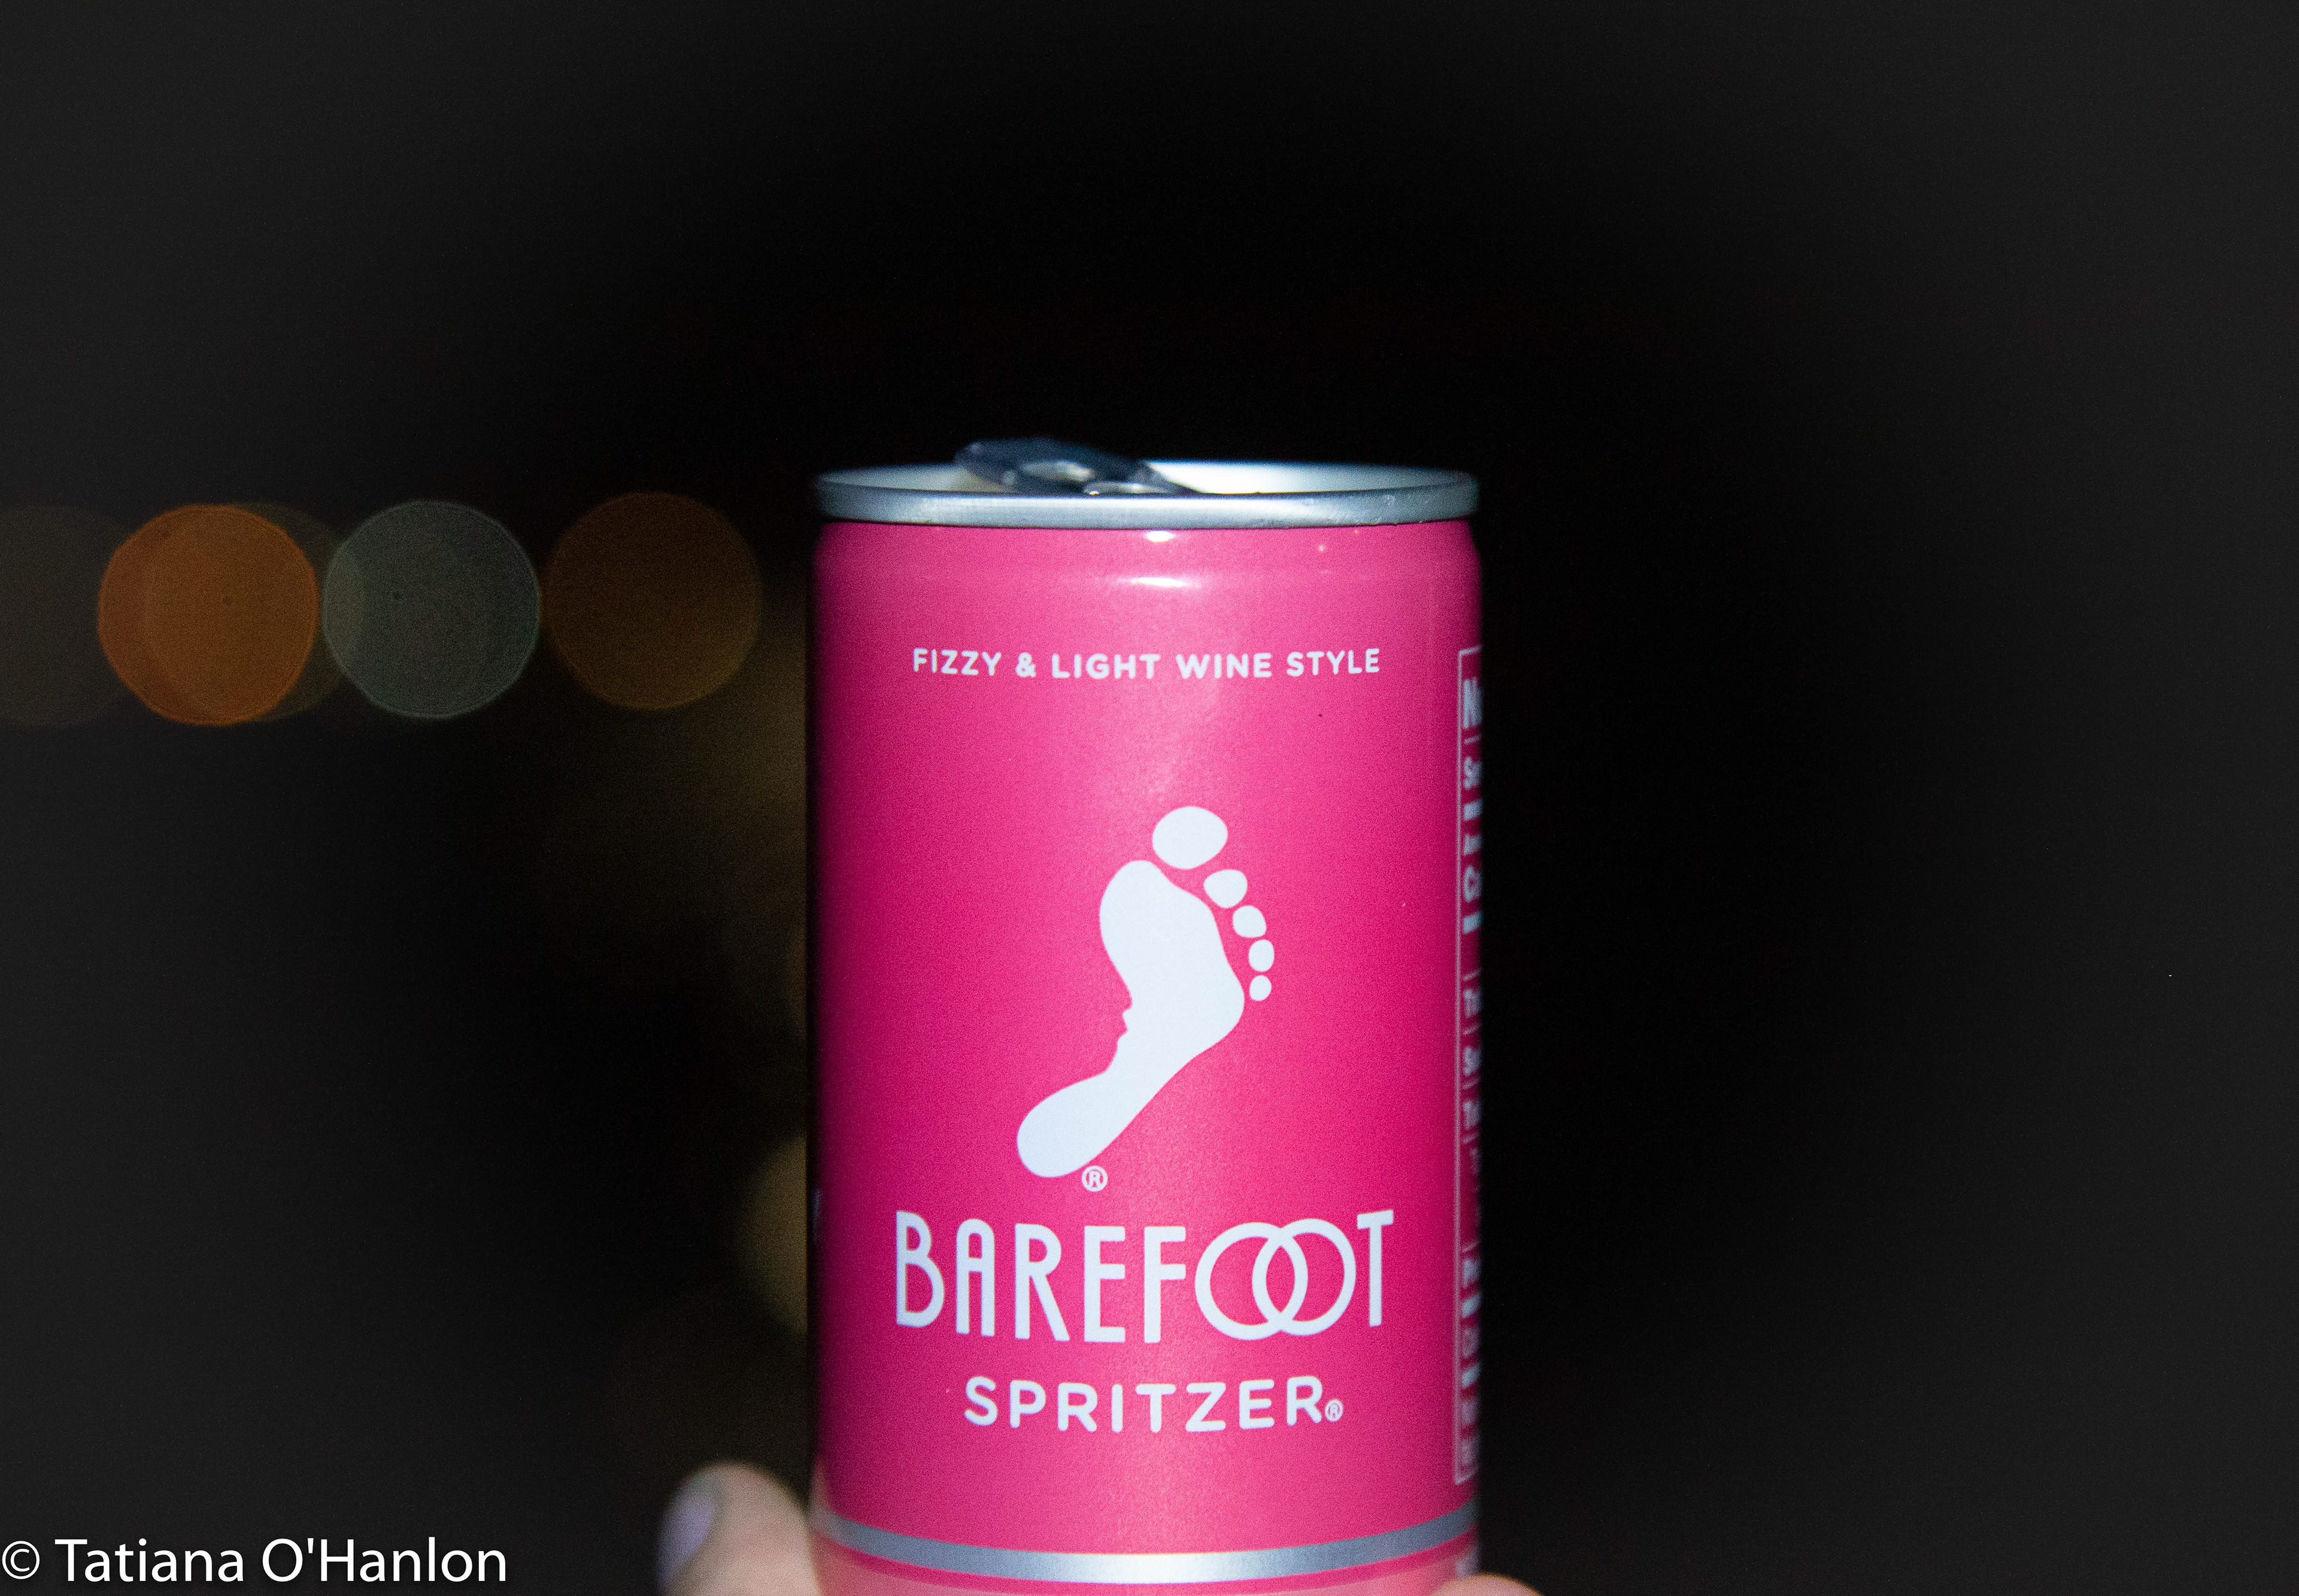 FIZZY & LIGHT WINE STYLE
®
BAREFOOT
SPRITZER®
© Tatiana O'Hanlon